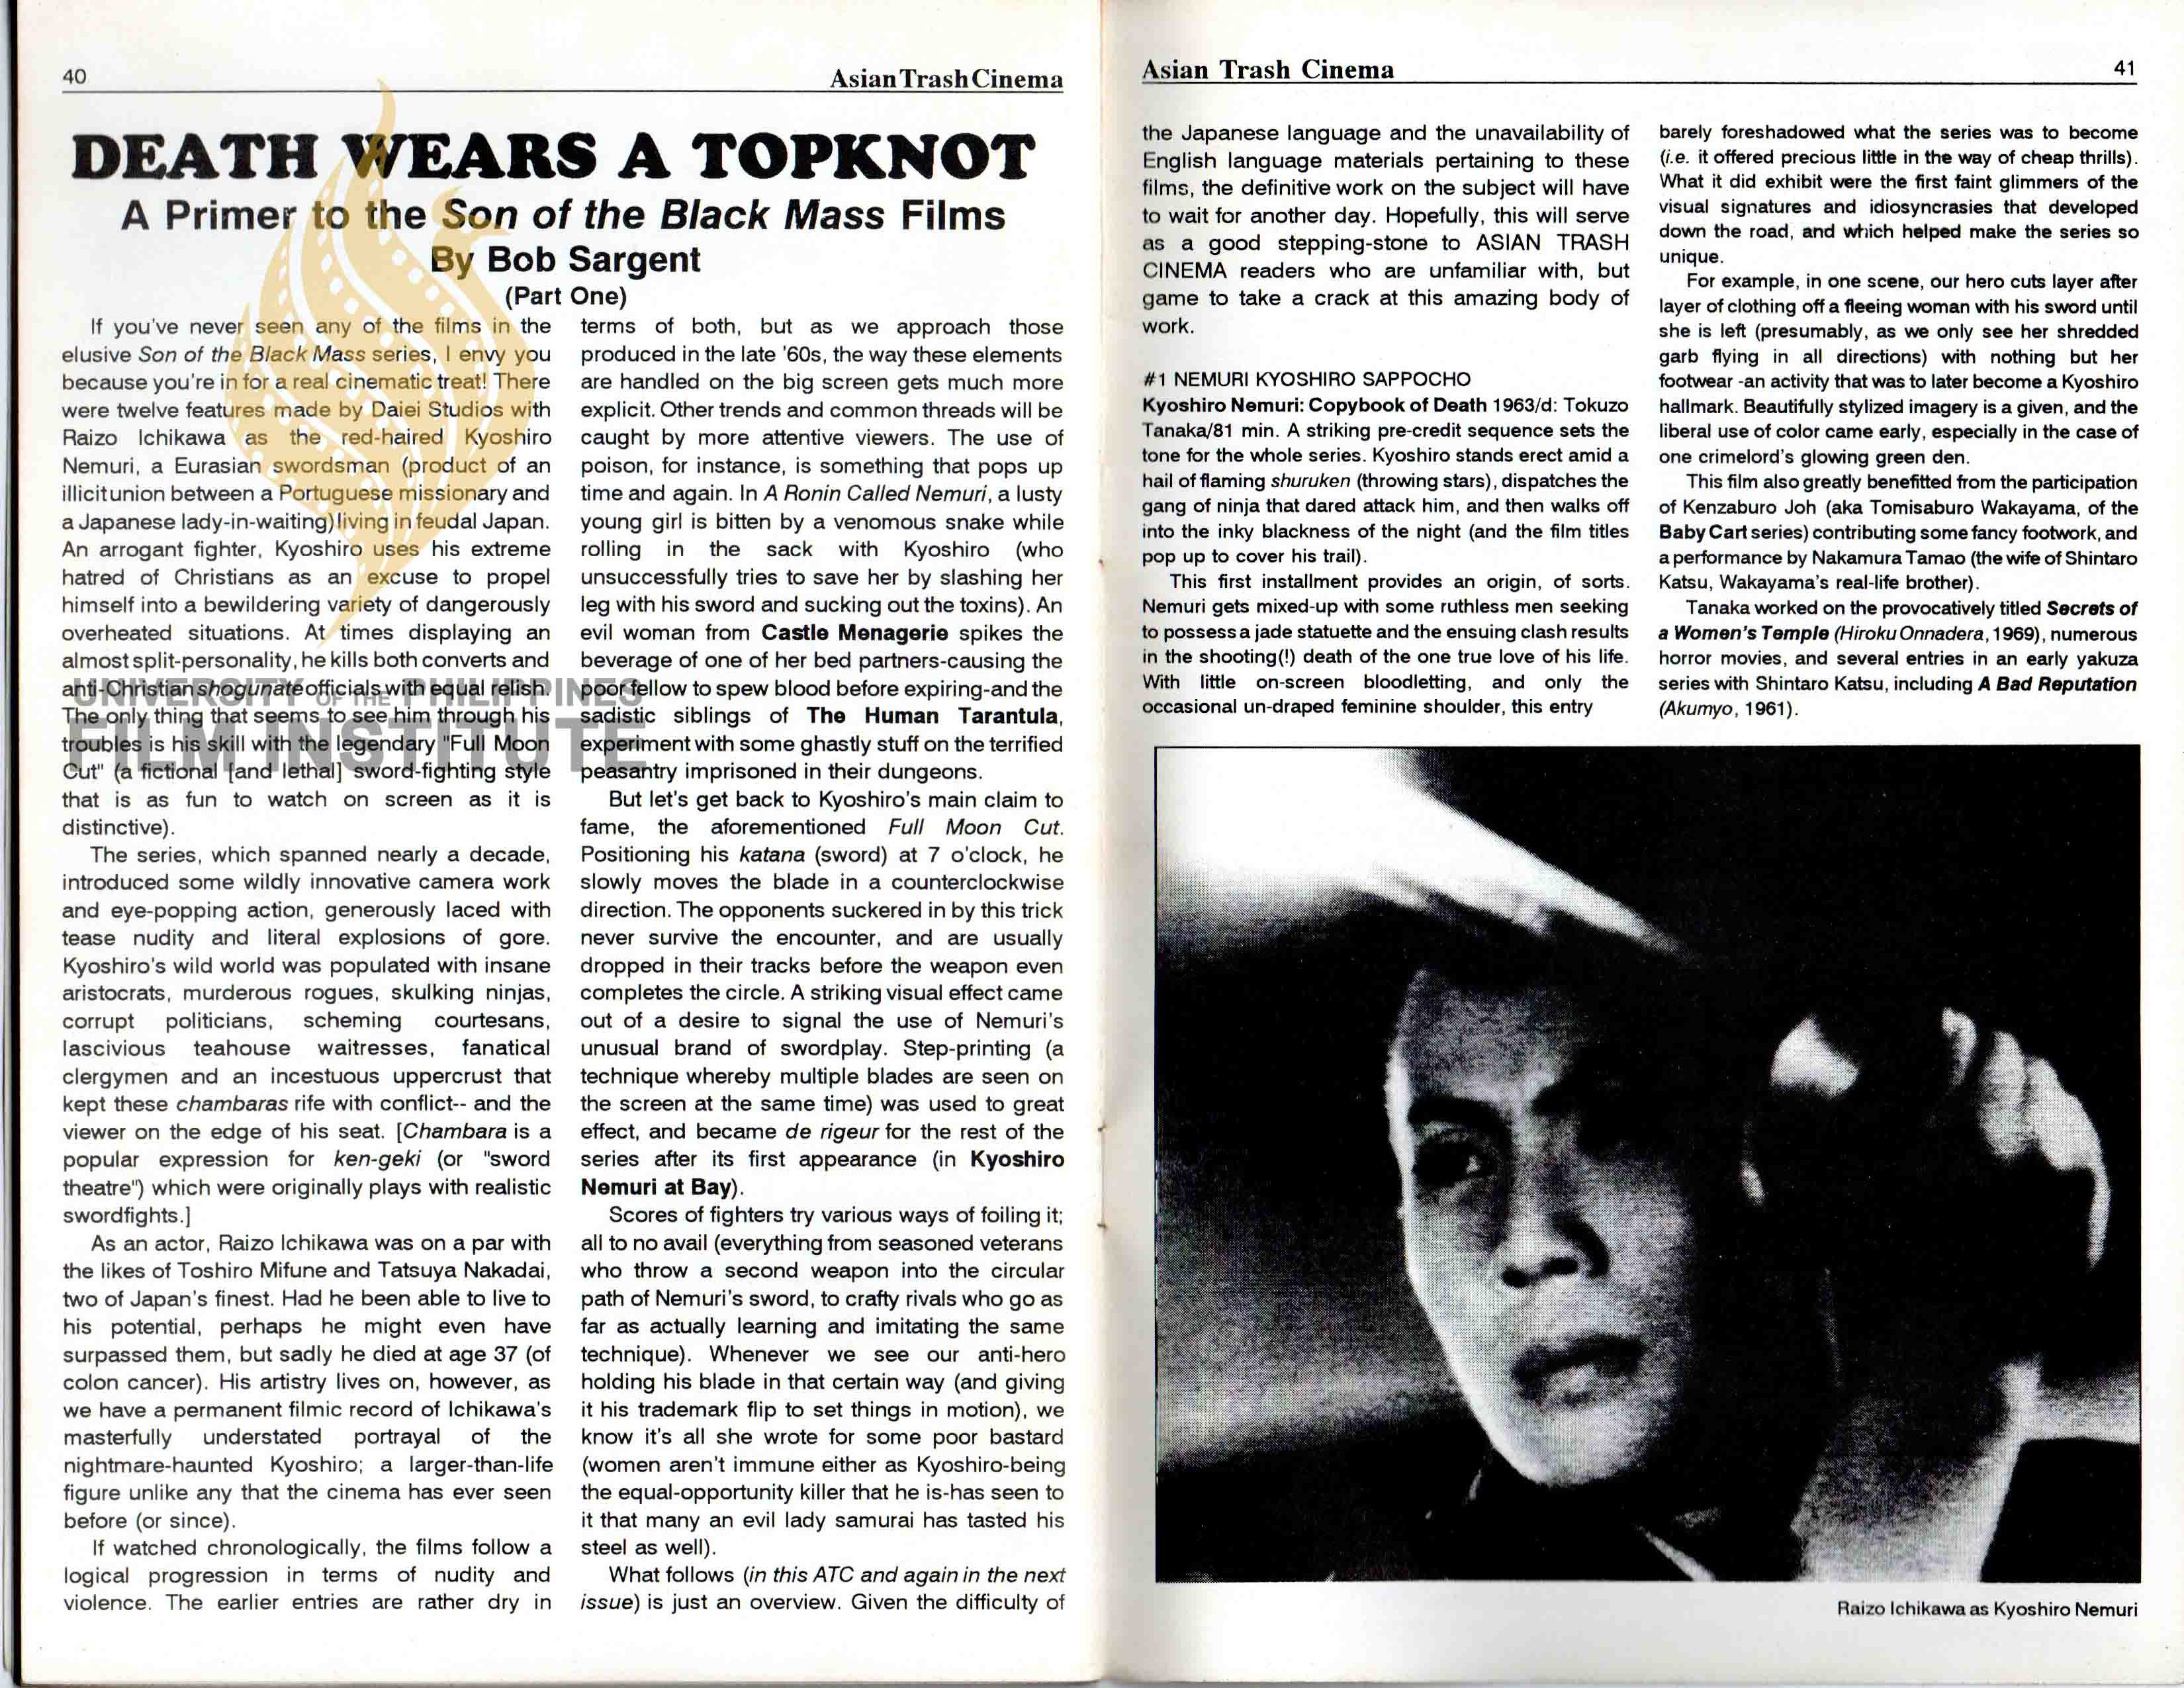 40
Asian Trash Cinema
DEATH WEARS A TOPKNOT
A Primer to the Son of the Black Mass Films
By Bob Sargent
(Part One)
If you've never seen any of the films in the
elusive Son of the Black Mass series, I envy you
because you're in for a real cinematic treat! There
were twelve features made by Daiei Studios with
Raizo Ichikawa as the red-haired Kyoshiro
Nemuri, a Eurasian swordsman (product of an
illicit union between a Portuguese missionary and
a Japanese lady-in-waiting) living in feudal Japan.
An arrogant fighter, Kyoshiro uses his extreme
hatred of Christians as an excuse to propel
himself into a bewildering variety of dangerously
overheated situations. At times displaying an
almost split-personality, he kills both converts and
anti-Christian shogunate officials with equal relish.
The only thing that seems to see him through his
troubles is his skill with the legendary "Full Moon
Cut" (a fictional [and lethal] sword-fighting style
that is as fun to watch on screen as it is
distinctive).
The series, which spanned nearly a decade,
introduced some wildly innovative camera work
and eye-popping action, generously laced with
tease nudity and literal explosions of gore.
Kyoshiro's wild world was populated with insane
aristocrats, murderous rogues, skulking ninjas,
corrupt politicians, scheming courtesans,
lascivious teahouse waitresses, fanatical
clergymen and an incestuous uppercrust that
kept these chambaras rife with conflict-- and the
viewer on the edge of his seat. [Chambara is a
popular expression for ken-geki (or "sword
theatre") which were originally plays with realistic
swordfights.]
As an actor, Raizo Ichikawa was on a par with
the likes of Toshiro Mifune and Tatsuya Nakadai,
two of Japan's finest. Had he been able to live to
his potential, perhaps he might even have
surpassed them, but sadly he died at age 37 (of
colon cancer). His artistry lives on, however, as
we have a permanent filmic record of Ichikawa's
masterfully understated portrayal of the
nightmare-haunted Kyoshiro; a larger-than-life
figure unlike any that the cinema has ever seen
before (or since).
If watched chronologically, the films follow a
logical progression in terms of nudity and
violence. The earlier entries are rather dry in
terms of both, but as we approach those
produced in the late '60s, the way these elements
are handled on the big screen gets much more
explicit. Other trends and common threads will be
caught by more attentive viewers. The use of
poison, for instance, is something that pops up
time and again. In A Ronin Called Nemuri, a lusty
young girl is bitten by a venomous snake while
rolling in the sack with Kyoshiro (who
unsuccessfully tries to save her by slashing her
leg with his sword and sucking out the toxins). An
evil woman from Castle Menagerie spikes the
beverage of one of her bed partners-causing the
poor fellow to spew blood before expiring-and the
sadistic siblings of The Human Tarantula,
experiment with some ghastly stuff on the terrified
peasantry imprisoned in their dungeons.
But let's get back to Kyoshiro's main claim to
fame, the aforementioned Full Moon Cut.
Positioning his katana (sword) at 7 o'clock, he
slowly moves the blade in a counterclockwise
direction. The opponents suckered in by this trick
never survive the encounter, and are usually
dropped in their tracks before the weapon even
completes the circle. A striking visual effect came
out of a desire to signal the use of Nemuri's
unusual brand of swordplay. Step-printing (a
technique whereby multiple blades are seen on
the screen at the same time) was used to great
effect, and became de rigeur for the rest of the
series after its first appearance (in Kyoshiro
Nemuri at Bay).
Scores of fighters try various ways of foiling it;
all to no avail (everything from seasoned veterans
who throw a second weapon into the circular
path of Nemuri's sword, to crafty rivals who go as
far as actually learning and imitating the same
technique). Whenever we see our anti-hero
holding his blade in that certain way (and giving
it his trademark flip to set things in motion), we
know it's all she wrote for some poor bastard
(women aren't immune either as Kyoshiro-being
the equal-opportunity killer that he is-has seen to
it that many an evil lady samurai has tasted his
steel as well).
What follows (in this ATC and again in the next
issue) is just an overview. Given the difficulty of
UNIVERSITY OF THE PHILIPPINES
FILM INSTITUTE
Asian Trash Cinema
41
the Japanese language and the unavailability of
English language materials pertaining to these
films, the definitive work on the subject will have
to wait for another day. Hopefully, this will serve
as a good stepping-stone to ASIAN TRASH
CINEMA readers who are unfamiliar with, but
game to take a crack at this amazing body of
work.
#1 NEMURI KYOSHIRO SAPPOCHO
Kyoshiro Nemuri: Copybook of Death 1963/d: Tokuzo
Tanaka/81 min. A striking pre-credit sequence sets the
tone for the whole series. Kyoshiro stands erect amid a
hail of flaming shuruken (throwing stars), dispatches the
gang of ninja that dared attack him, and then walks off
into the inky blackness of the night (and the film titles
pop up to cover his trail).
This first installment provides an origin, of sorts.
Nemuri gets mixed-up with some ruthless men seeking
to possess a jade statuette and the ensuing clash results
in the shooting(!) death of the one true love of his life.
With little on-screen bloodletting, and only the
occasional un-draped feminine shoulder, this entry
barely foreshadowed what the series was to become
(i.e. it offered precious little in the way of cheap thrills).
What it did exhibit were the first faint glimmers of the
visual signatures and idiosyncrasies that developed
down the road, and which helped make the series so
unique.
For example, in one scene, our hero cuts layer after
layer of clothing off a fleeing woman with his sword until
she is left (presumably, as we only see her shredded
garb flying in all directions) with nothing but her
footwear -an activity that was to later become a Kyoshiro
hallmark. Beautifully stylized imagery is a given, and the
liberal use of color came early, especially in the case of
one crimelord's glowing green den.
This film also greatly benefitted from the participation
of Kenzaburo Joh (aka Tomisaburo Wakayama, of the
Baby Cart series) contributing some fancy footwork, and
a performance by Nakamura Tamao (the wife of Shintaro
Katsu, Wakayama's real-life brother).
Tanaka worked on the provocatively titled Secrets of
a Women's Temple (Hiroku Onnadera, 1969), numerous
horror movies, and several entries in an early yakuza
series with Shintaro Katsu, including A Bad Reputation
(Akumyo, 1961).
Raizo Ichikawa as Kyoshiro Nemuri